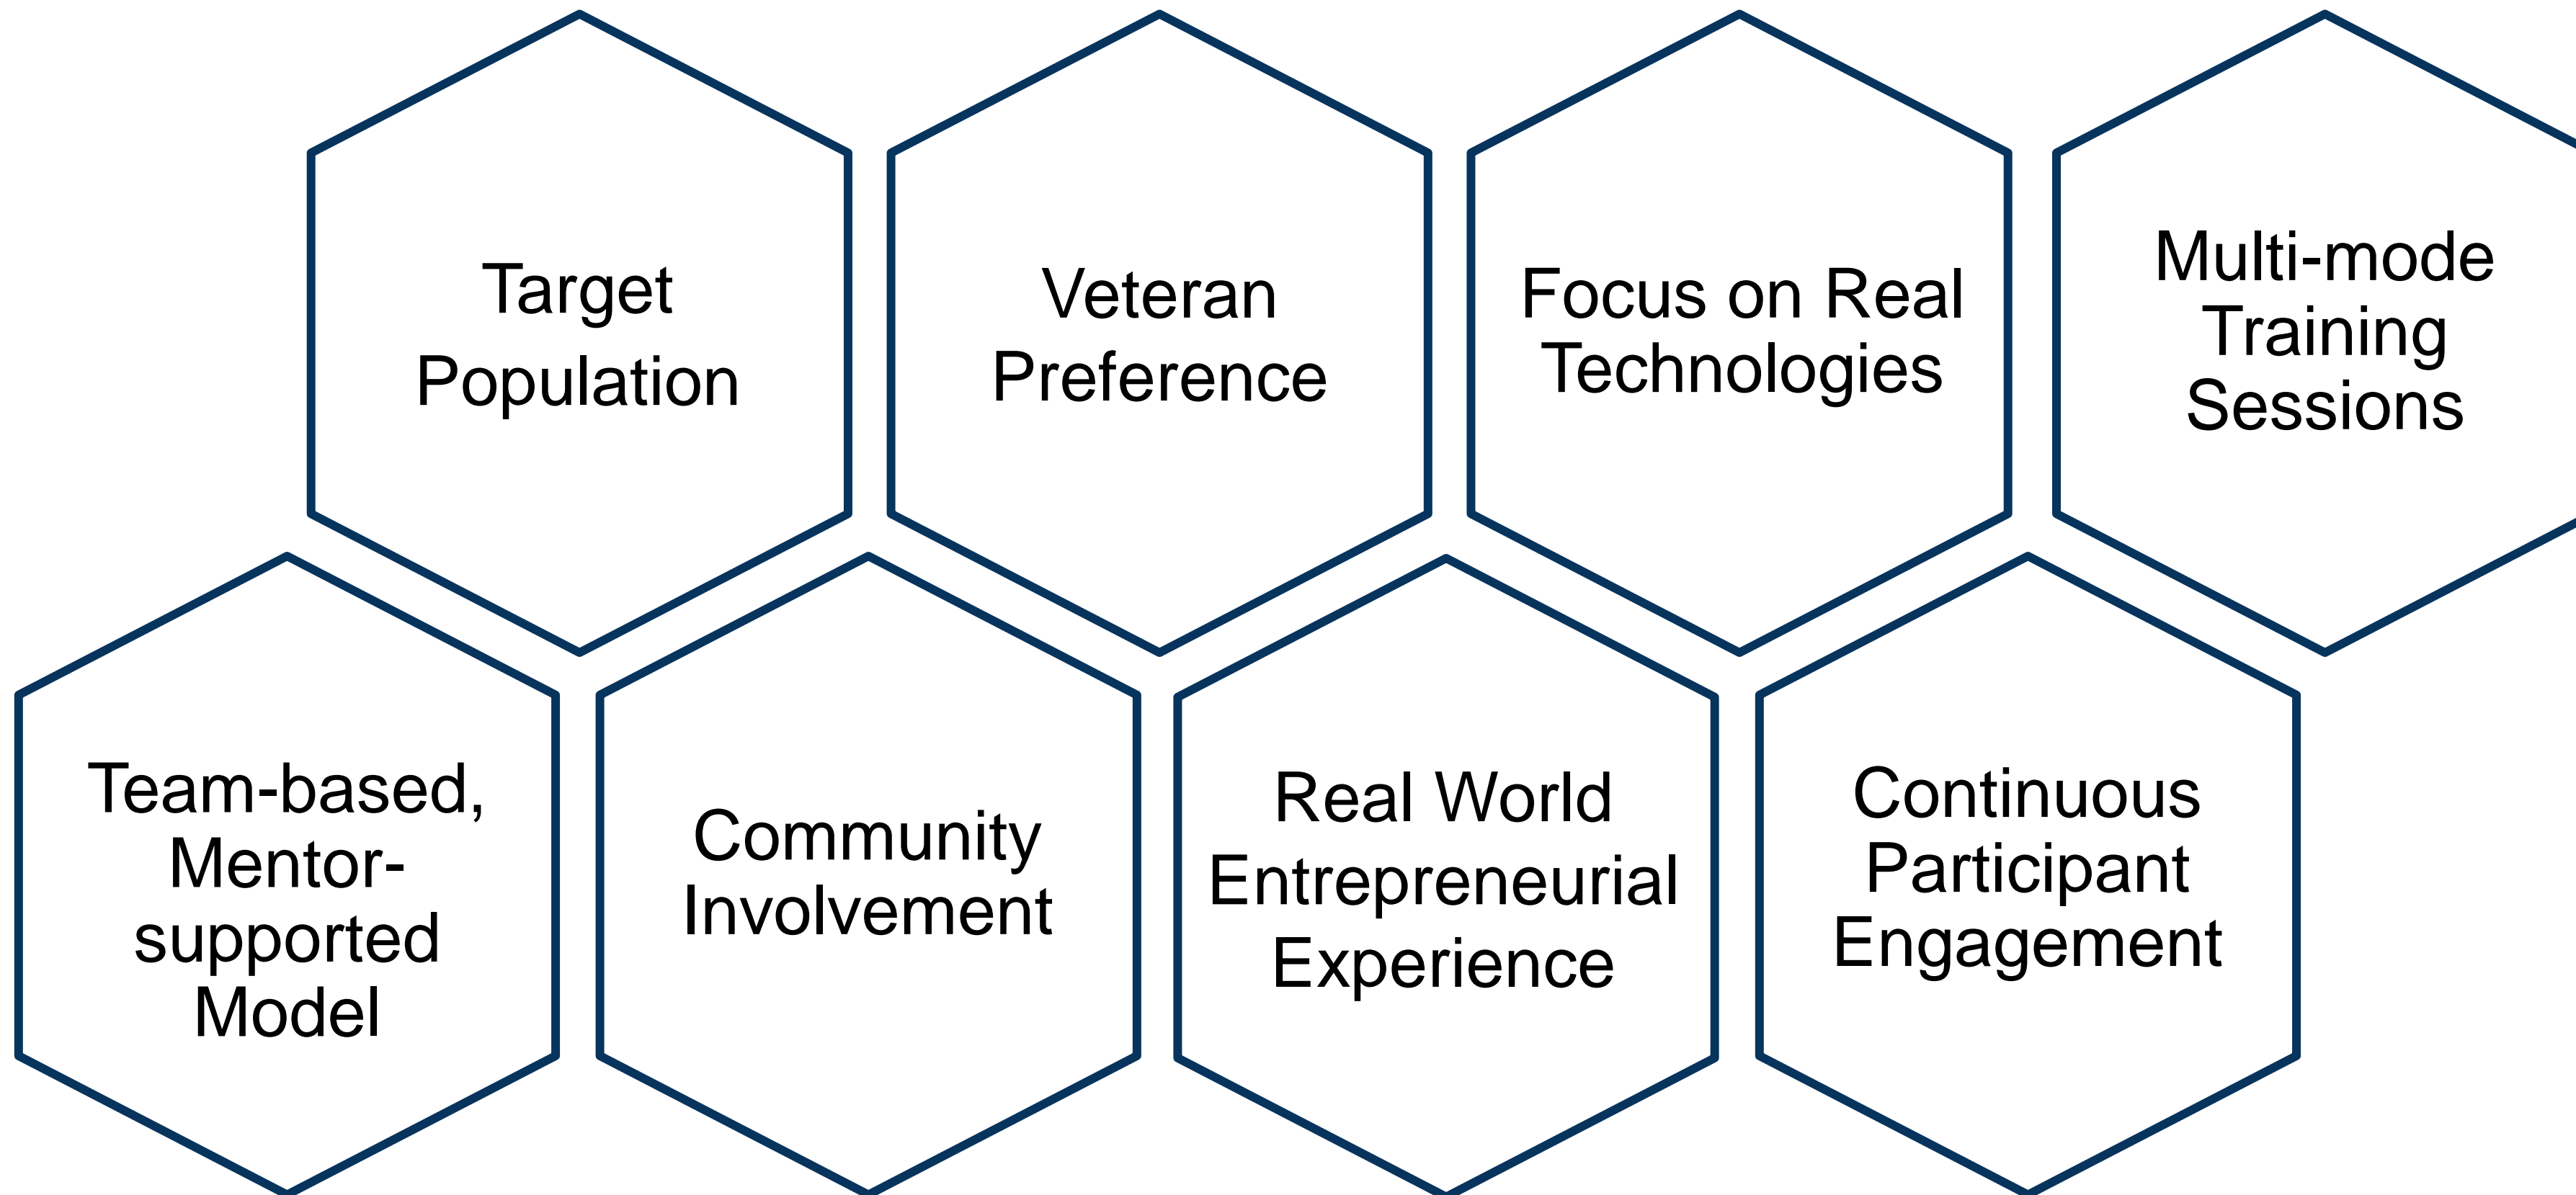 Target
Population
Veteran
Preference
Focus on Real
Technologies
Multi-mode
Training
Sessions
Team-based,
Mentor-
supported
Model
Community
Involvement
Real World
Entrepreneurial
Experience
Continuous
Participant
Engagement